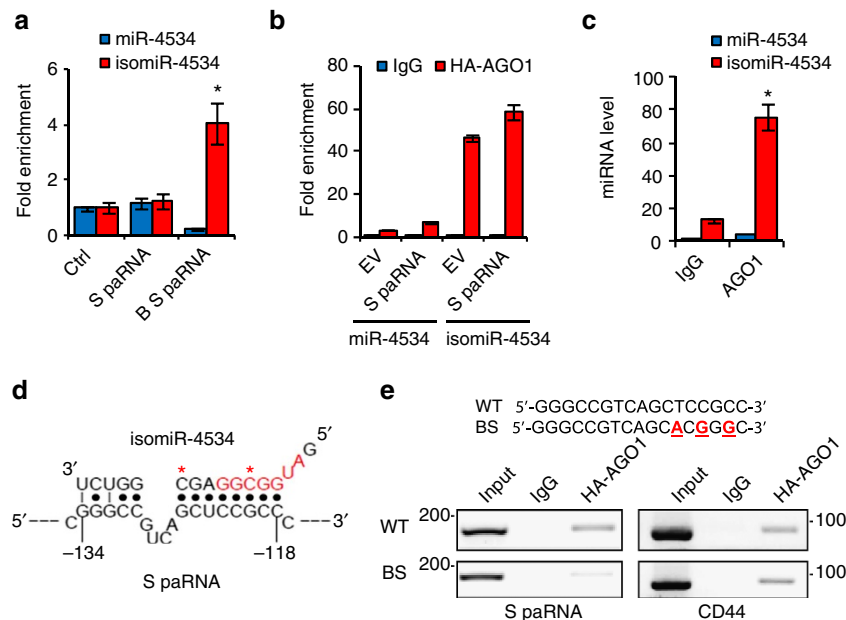 a
miR-4534
isomiR-4534
Fold enrichment
6
4
2
0
*
Ctrl
S paRNA
B S paRNA
b
IgG HA-AGO1
Fold enrichment
80
60
40
20
0
EV
S paRNA
EV
S paRNA
miR-4534 isomiR-4534
c
miR-4534
isomiR-4534
miRNA level
100
80
60
40
20
0
*
IgG
AGO1
d
isomiR-4534
5′
3′ UCUGG * CGAGGCGGUAG *
5′ CGGGCCGUCAGCUCCGCCC 3′
–134 –118
S paRNA
e
WT 5′-GGGCCGTCAGCTCCGCC-3′
BS 5′-GGGCCGTCAGCACGGGC-3′
Input IgG HA-AGO1 Input IgG HA-AGO1
WT 200- -100
BS 200- -100
S paRNA CD44